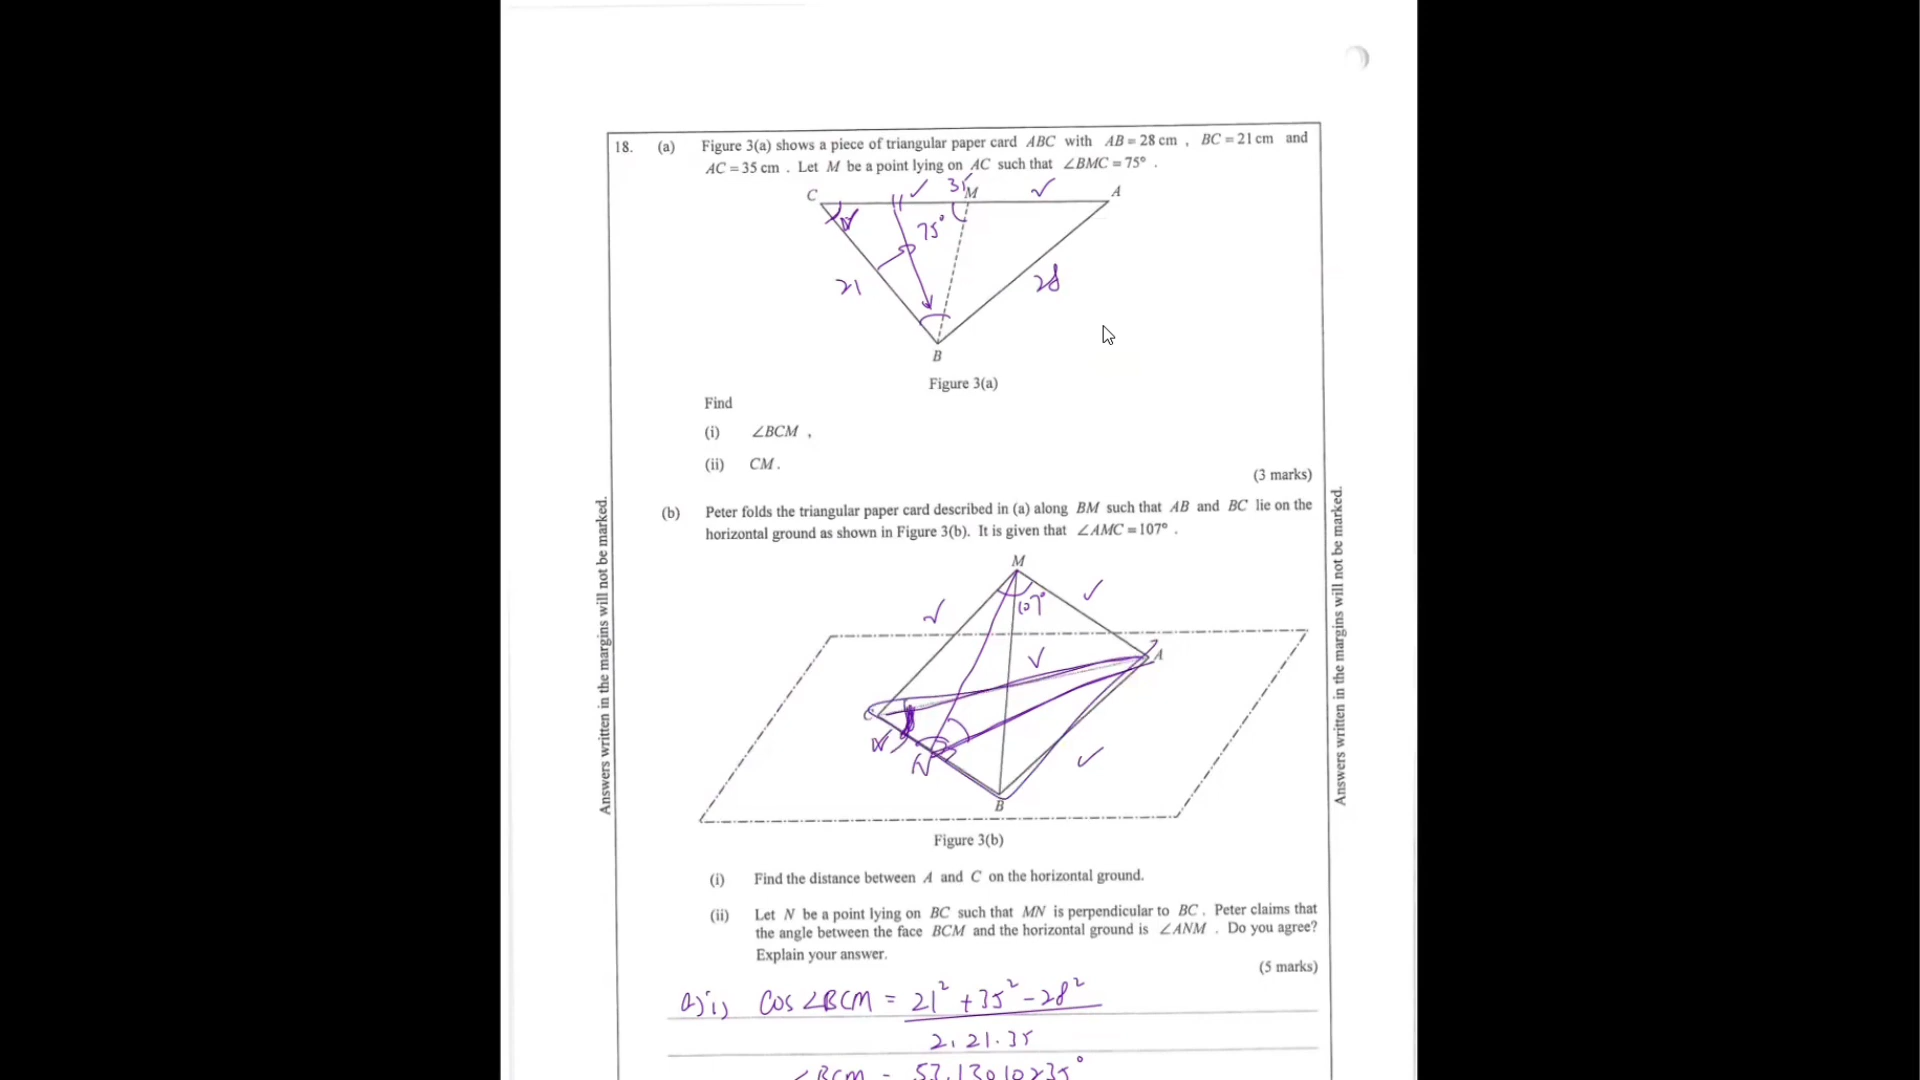 18. (a) Figure 3(a) shows a piece of triangular paper card ABC with AB = 28 cm , BC = 21 cm and
AC = 35 cm . Let M be a point lying on AC such that ∠BMC = 75° .
C 35 M A
75°
21 28
B
Figure 3(a)
Find
(i) ∠BCM ,
(ii) CM .
(3 marks)
(b) Peter folds the triangular paper card described in (a) along BM such that AB and BC lie on the
horizontal ground as shown in Figure 3(b). It is given that ∠AMC = 107° .
M
107°
A
C
N
B
Figure 3(b)
(i) Find the distance between A and C on the horizontal ground.
(ii) Let N be a point lying on BC such that MN is perpendicular to BC . Peter claims that
the angle between the face BCM and the horizontal ground is ∠ANM . Do you agree?
Explain your answer.
(5 marks)
a)i) cos ∠BCM = 21² + 35² - 28²
2 · 21 · 35
∠BCM = 53.13010235°
Answers written in the margins will not be marked.
Answers written in the margins will not be marked.